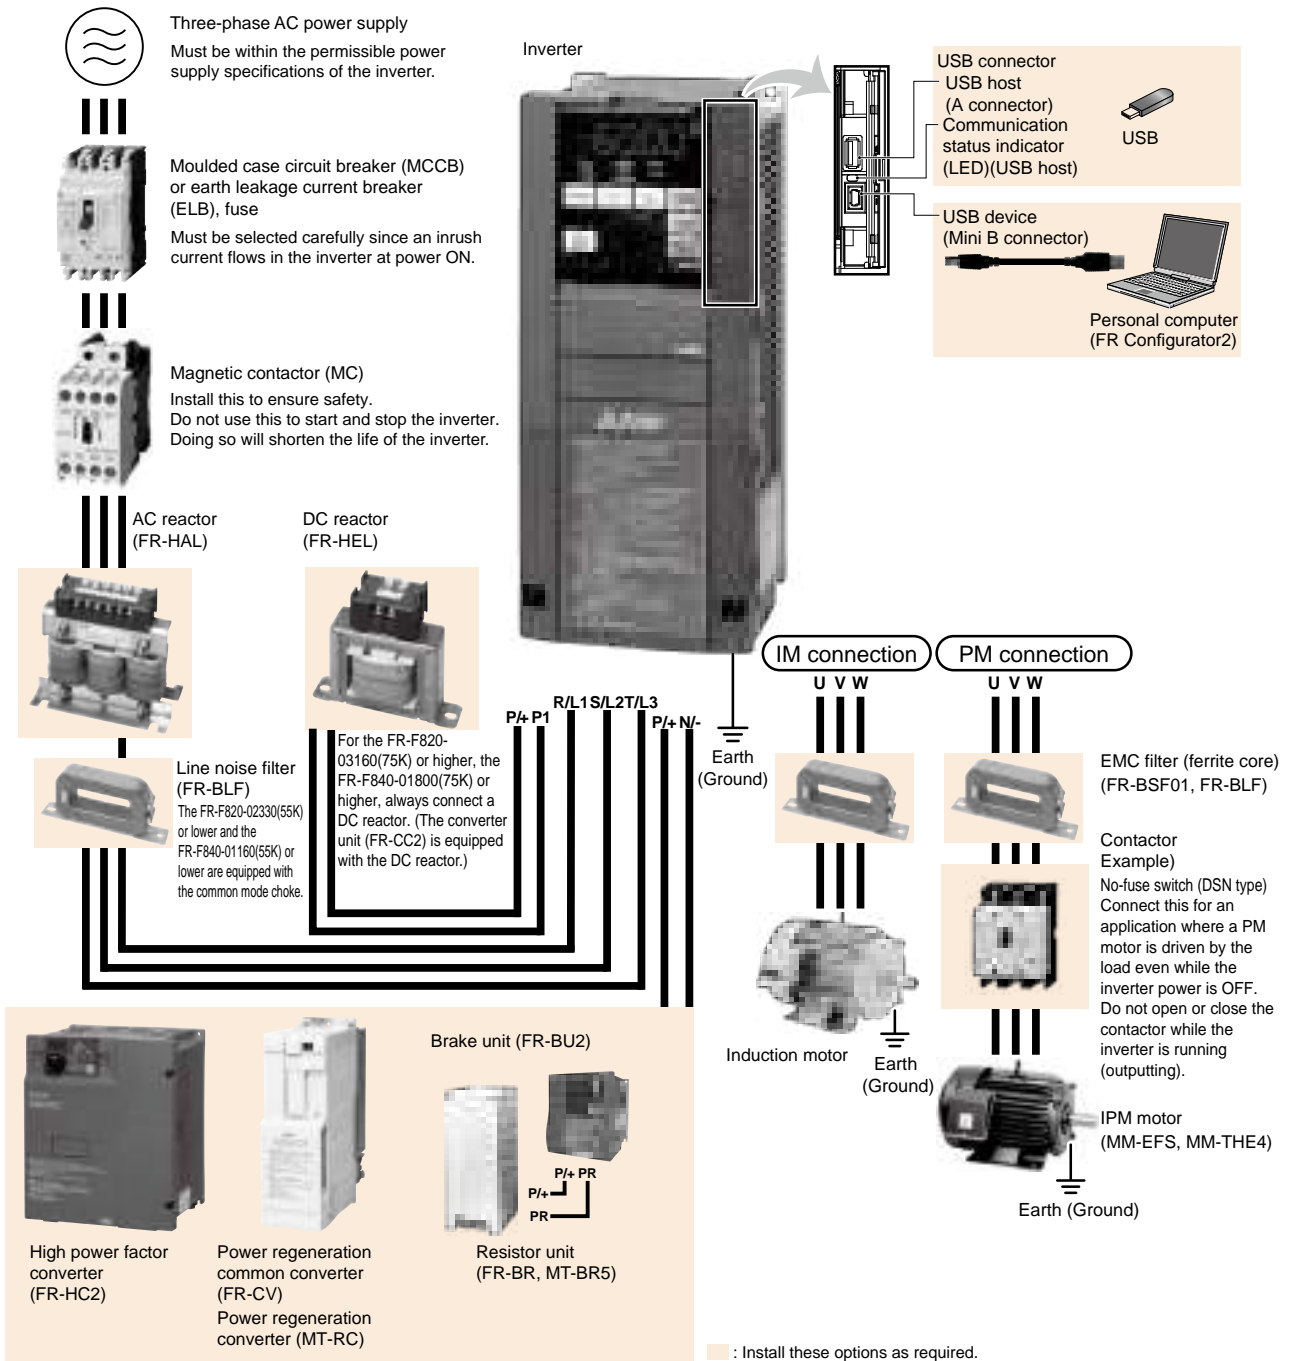 Three-phase AC power supply
Must be within the permissible power
supply specifications of the inverter.
Moulded case circuit breaker (MCCB)
or earth leakage current breaker
(ELB), fuse
Must be selected carefully since an inrush
current flows in the inverter at power ON.
Magnetic contactor (MC)
Install this to ensure safety.
Do not use this to start and stop the inverter.
Doing so will shorten the life of the inverter.
Inverter
USB connector
USB host
(A connector)
Communication
status indicator
(LED)(USB host)
USB
USB device
(Mini B connector)
Personal computer
(FR Configurator2)
AC reactor
(FR-HAL)
DC reactor
(FR-HEL)
Line noise filter
(FR-BLF)
The FR-F820-02330(55K)
or lower and the
FR-F840-01160(55K) or
lower are equipped with
the common mode choke.
For the FR-F820-
03160(75K) or higher, the
FR-F840-01800(75K) or
higher, always connect a
DC reactor. (The converter
unit (FR-CC2) is equipped
with the DC reactor.)
P/+ P1
R/L1 S/L2 T/L3
P/+ N/-
Earth
(Ground)
IM connection
U V W
PM connection
U V W
EMC filter (ferrite core)
(FR-BSF01, FR-BLF)
Contactor
Example)
No-fuse switch (DSN type)
Connect this for an
application where a PM
motor is driven by the
load even while the
inverter power is OFF.
Do not open or close the
contactor while the
inverter is running
(outputting).
Induction motor
Earth
(Ground)
IPM motor
(MM-EFS, MM-THE4)
Earth (Ground)
High power factor
converter
(FR-HC2)
Power regeneration
common converter
(FR-CV)
Power regeneration
converter (MT-RC)
Brake unit (FR-BU2)
P/+ PR
P/+
PR
Resistor unit
(FR-BR, MT-BR5)
: Install these options as required.